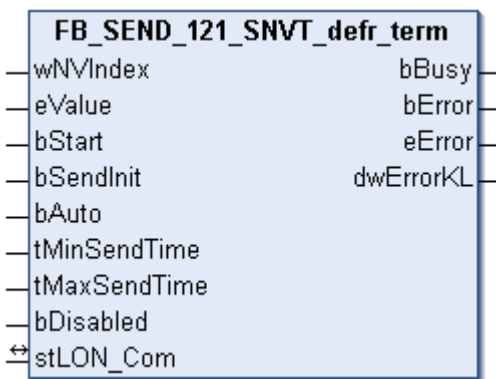 FB_SEND_121_SNVT_defr_term
wNVIndex bBusy
eValue bError
bStart eError
bSendInit dwErrorKL
bAuto
tMinSendTime
tMaxSendTime
bDisabled
stLON_Com